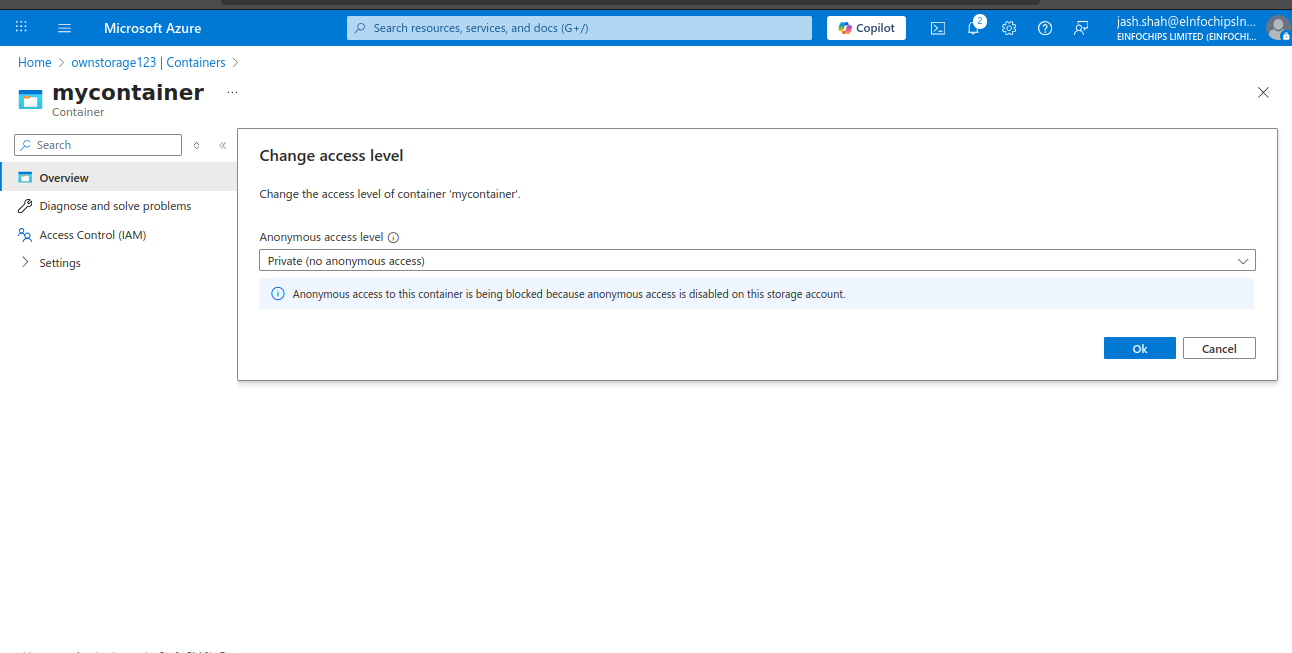 Microsoft Azure
Search resources, services, and docs (G+/)
Copilot
2
jash.shah@eInfochipsIn...
EINFOCHIPS LIMITED (EINFOCHI...
Home > ownstorage123 | Containers >
mycontainer ...
Container
Search
Overview
Diagnose and solve problems
Access Control (IAM)
Settings
Change access level
Change the access level of container 'mycontainer'.
Anonymous access level
Private (no anonymous access)
Anonymous access to this container is being blocked because anonymous access is disabled on this storage account.
Ok
Cancel